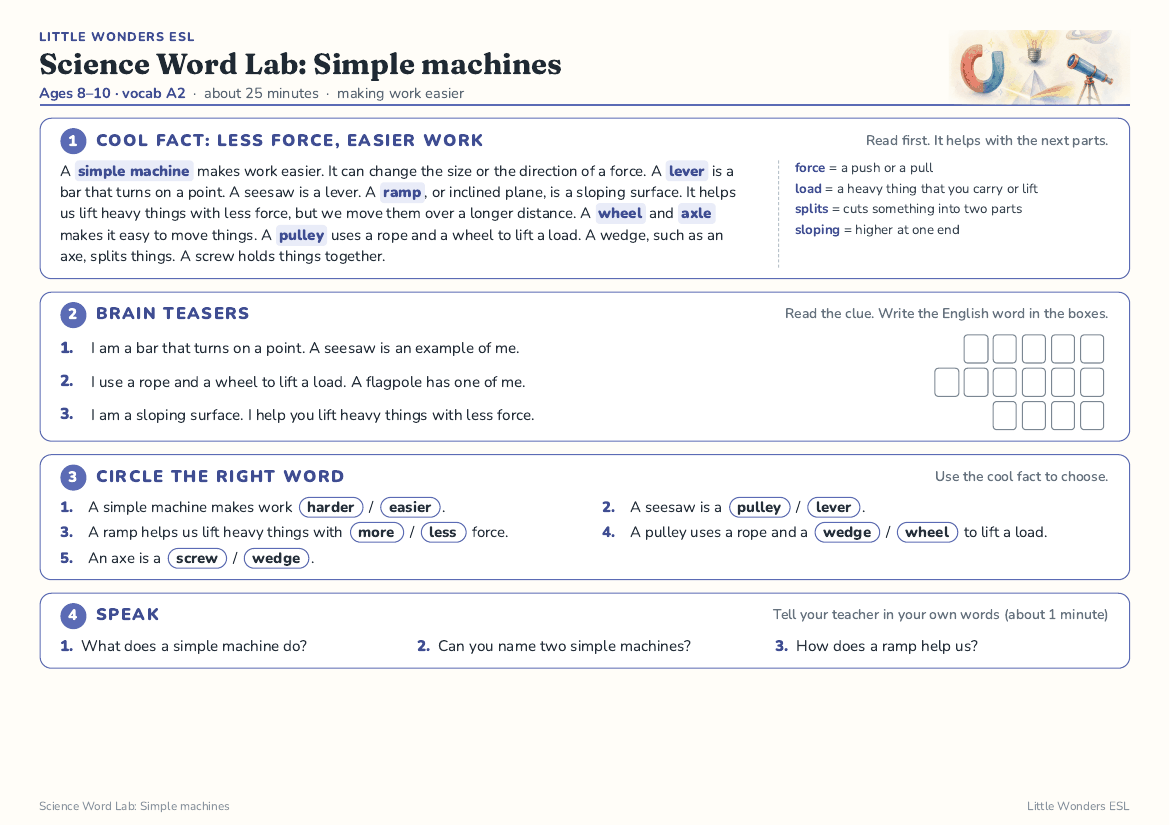 LITTLE WONDERS ESL
Science Word Lab: Simple machines
Ages 8–10 · vocab A2 · about 25 minutes · making work easier
1 COOL FACT: LESS FORCE, EASIER WORK
Read first. It helps with the next parts.
A simple machine makes work easier. It can change the size or the direction of a force. A lever is a
bar that turns on a point. A seesaw is a lever. A ramp, or inclined plane, is a sloping surface. It helps
us lift heavy things with less force, but we move them over a longer distance. A wheel and axle
makes it easy to move things. A pulley uses a rope and a wheel to lift a load. A wedge, such as an
axe, splits things. A screw holds things together.
force = a push or a pull
load = a heavy thing that you carry or lift
splits = cuts something into two parts
sloping = higher at one end
2 BRAIN TEASERS
Read the clue. Write the English word in the boxes.
1. I am a bar that turns on a point. A seesaw is an example of me.
2. I use a rope and a wheel to lift a load. A flagpole has one of me.
3. I am a sloping surface. I help you lift heavy things with less force.
3 CIRCLE THE RIGHT WORD
Use the cool fact to choose.
1. A simple machine makes work harder / easier.
2. A seesaw is a pulley / lever.
3. A ramp helps us lift heavy things with more / less force.
4. A pulley uses a rope and a wedge / wheel to lift a load.
5. An axe is a screw / wedge.
4 SPEAK
Tell your teacher in your own words (about 1 minute)
1. What does a simple machine do?
2. Can you name two simple machines?
3. How does a ramp help us?
Science Word Lab: Simple machines
Little Wonders ESL